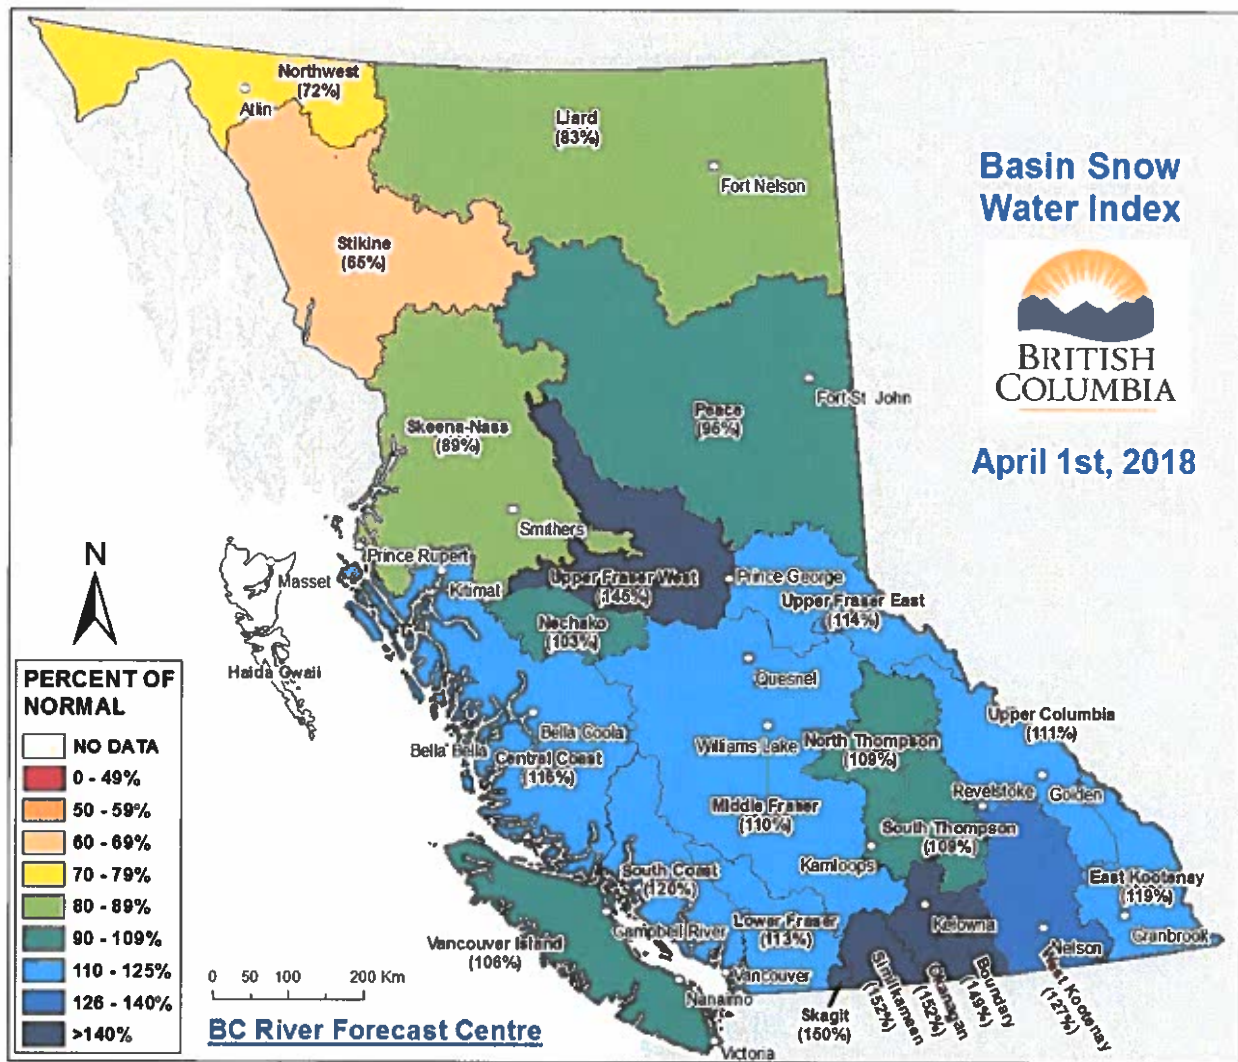 Northwest
(72%)
Atlin
Liard
(83%)
Fort Nelson
Basin Snow
Water Index
Stikine
(65%)
BRITISH
COLUMBIA
Fort St. John
Peace
(96%)
Skeena-Nass
(89%)
April 1st, 2018
Smithers
N
Prince Rupert
Masset
Kitimat
Upper Fraser West
(145%)
Prince George
Upper Fraser East
(114%)
Nechako
(103%)
Haida Gwaii
Quesnel
PERCENT OF
NORMAL
NO DATA
0 - 49%
50 - 59%
60 - 69%
70 - 79%
80 - 89%
90 - 109%
110 - 125%
126 - 140%
>140%
Upper Columbia
(111%)
Bella Bella
Bella Coola
Central Coast
(115%)
Williams Lake
North Thompson
(109%)
Revelstoke
Golden
Middle Fraser
(110%)
South Thompson
(109%)
Kamloops
South Coast
(120%)
East Kootenay
(119%)
Cranbrook
Lower Fraser
(113%)
Kelowna
Nelson
Campbell River
Vancouver Island
(106%)
Vancouver
Nanaimo
Victoria
Skagit
(150%)
Similkameen
(152%)
Okanagan
(152%)
Boundary
(149%)
West Kootenay
(127%)
0 50 100 200 Km
BC River Forecast Centre